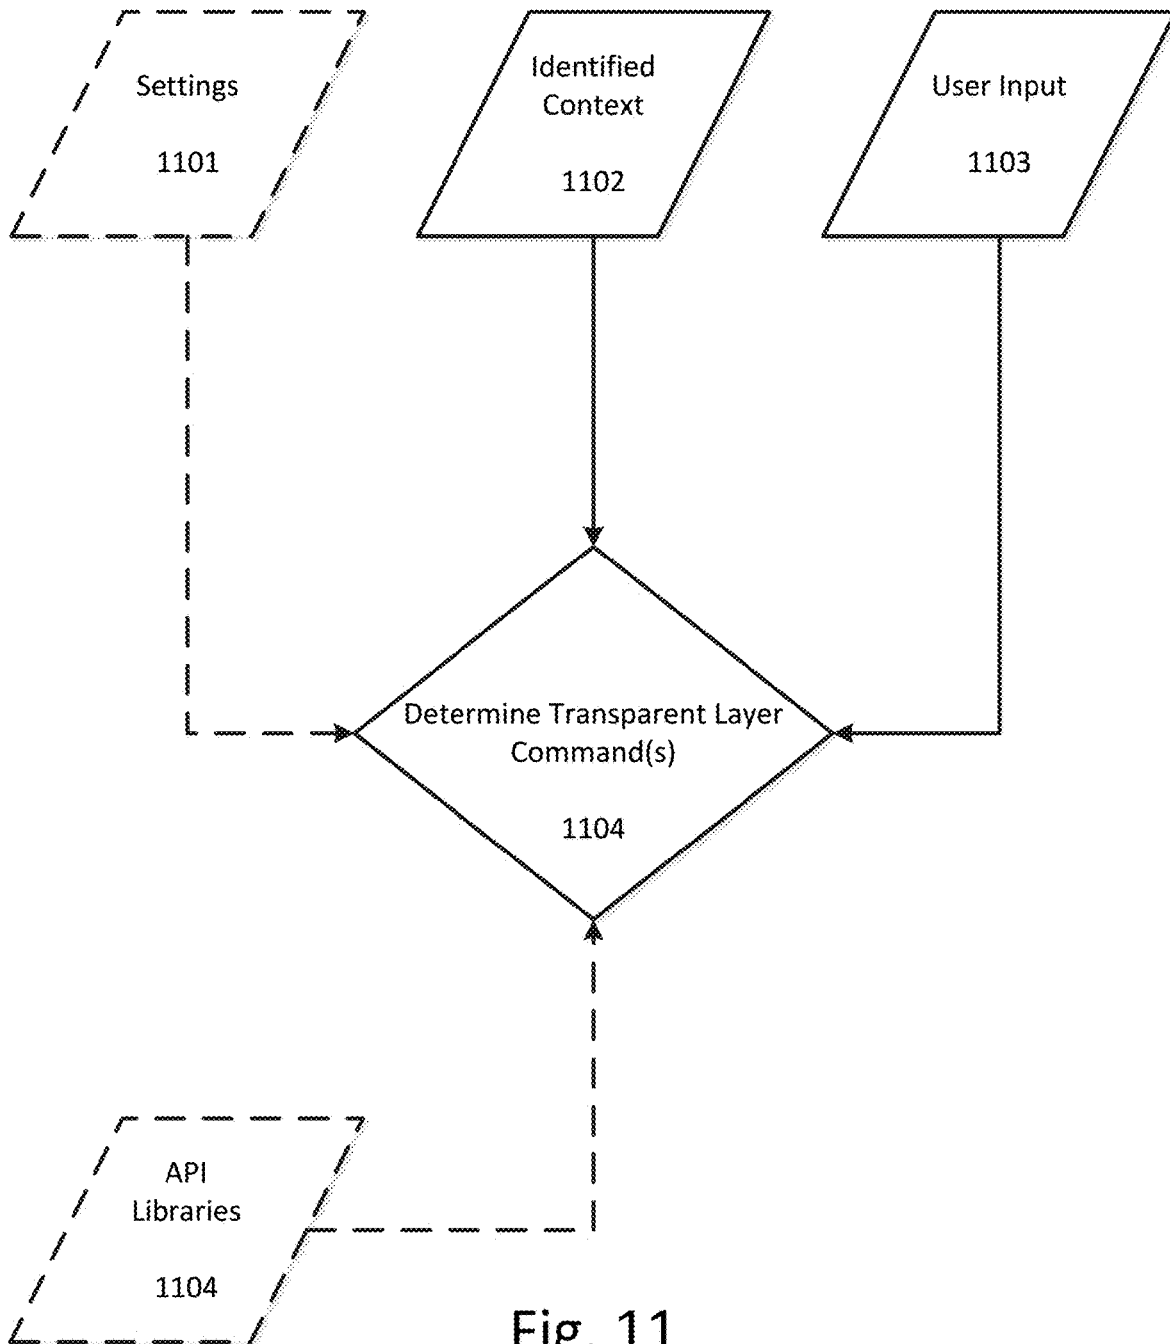 Settings
1101
Identified
Context
1102
User Input
1103
Determine Transparent Layer
Command(s)
1104
API
Libraries
1104
Fig. 11